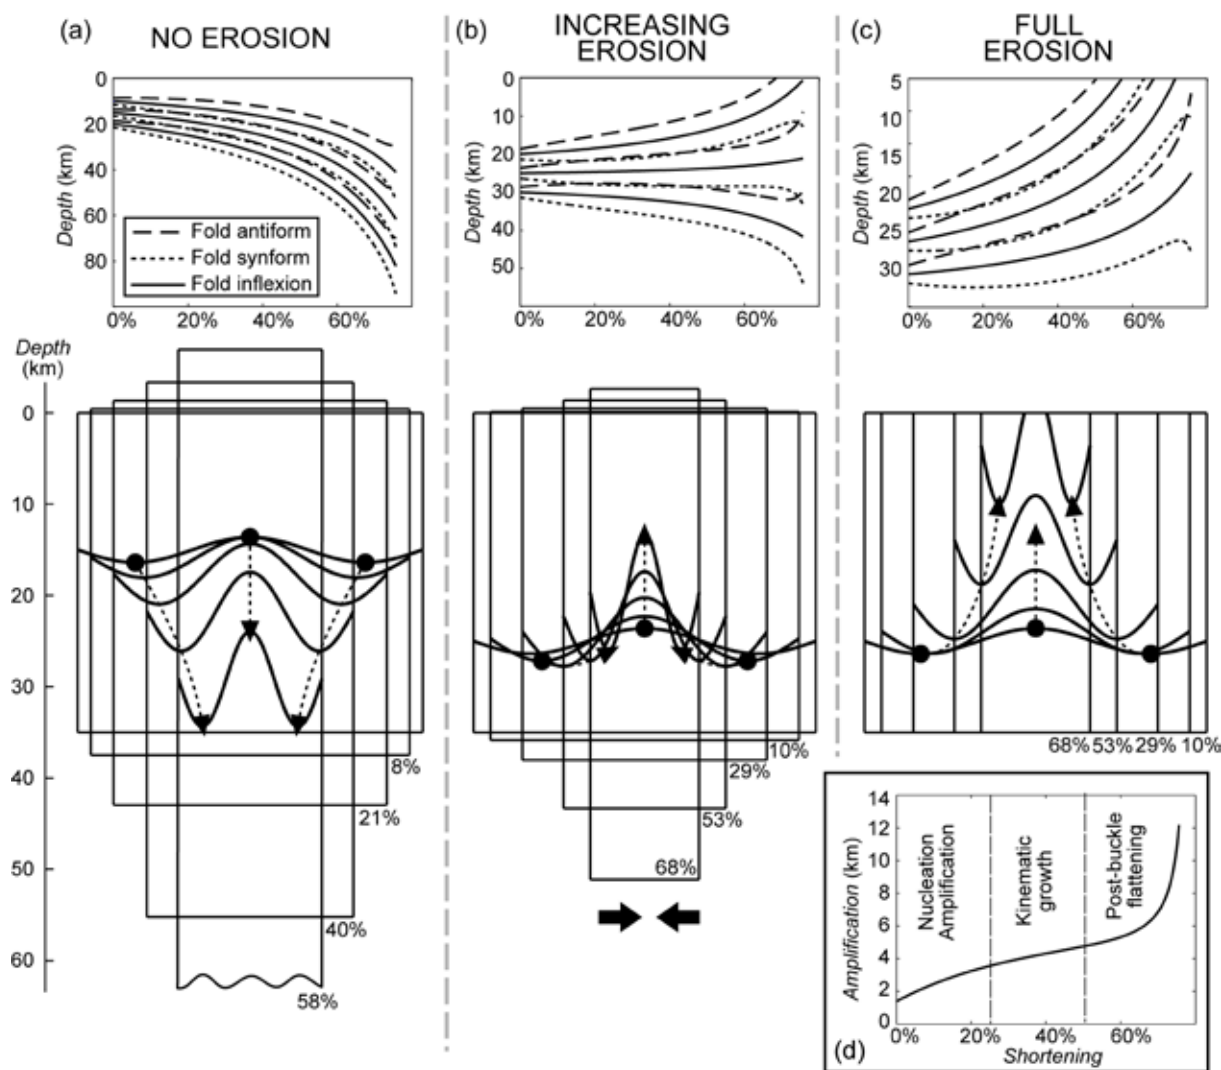 (a)
NO EROSION
0
20
40
60
80
Depth (km)
Fold antiform
Fold synform
Fold inflexion
0%
20%
40%
60%
(b)
INCREASING
EROSION
0
10
20
30
40
50
Depth (km)
0%
20%
40%
60%
(c)
FULL
EROSION
5
10
15
20
25
30
Depth (km)
0%
20%
40%
60%
Depth
(km)
0
10
20
30
40
50
60
8%
21%
40%
58%
10%
29%
53%
68%
68% 53% 29% 10%
14
12
10
8
6
4
2
0
Amplification (km)
Nucleation
Amplification
Kinematic
growth
Post-buckle
flattening
0%
20%
40%
60%
Shortening
(d)